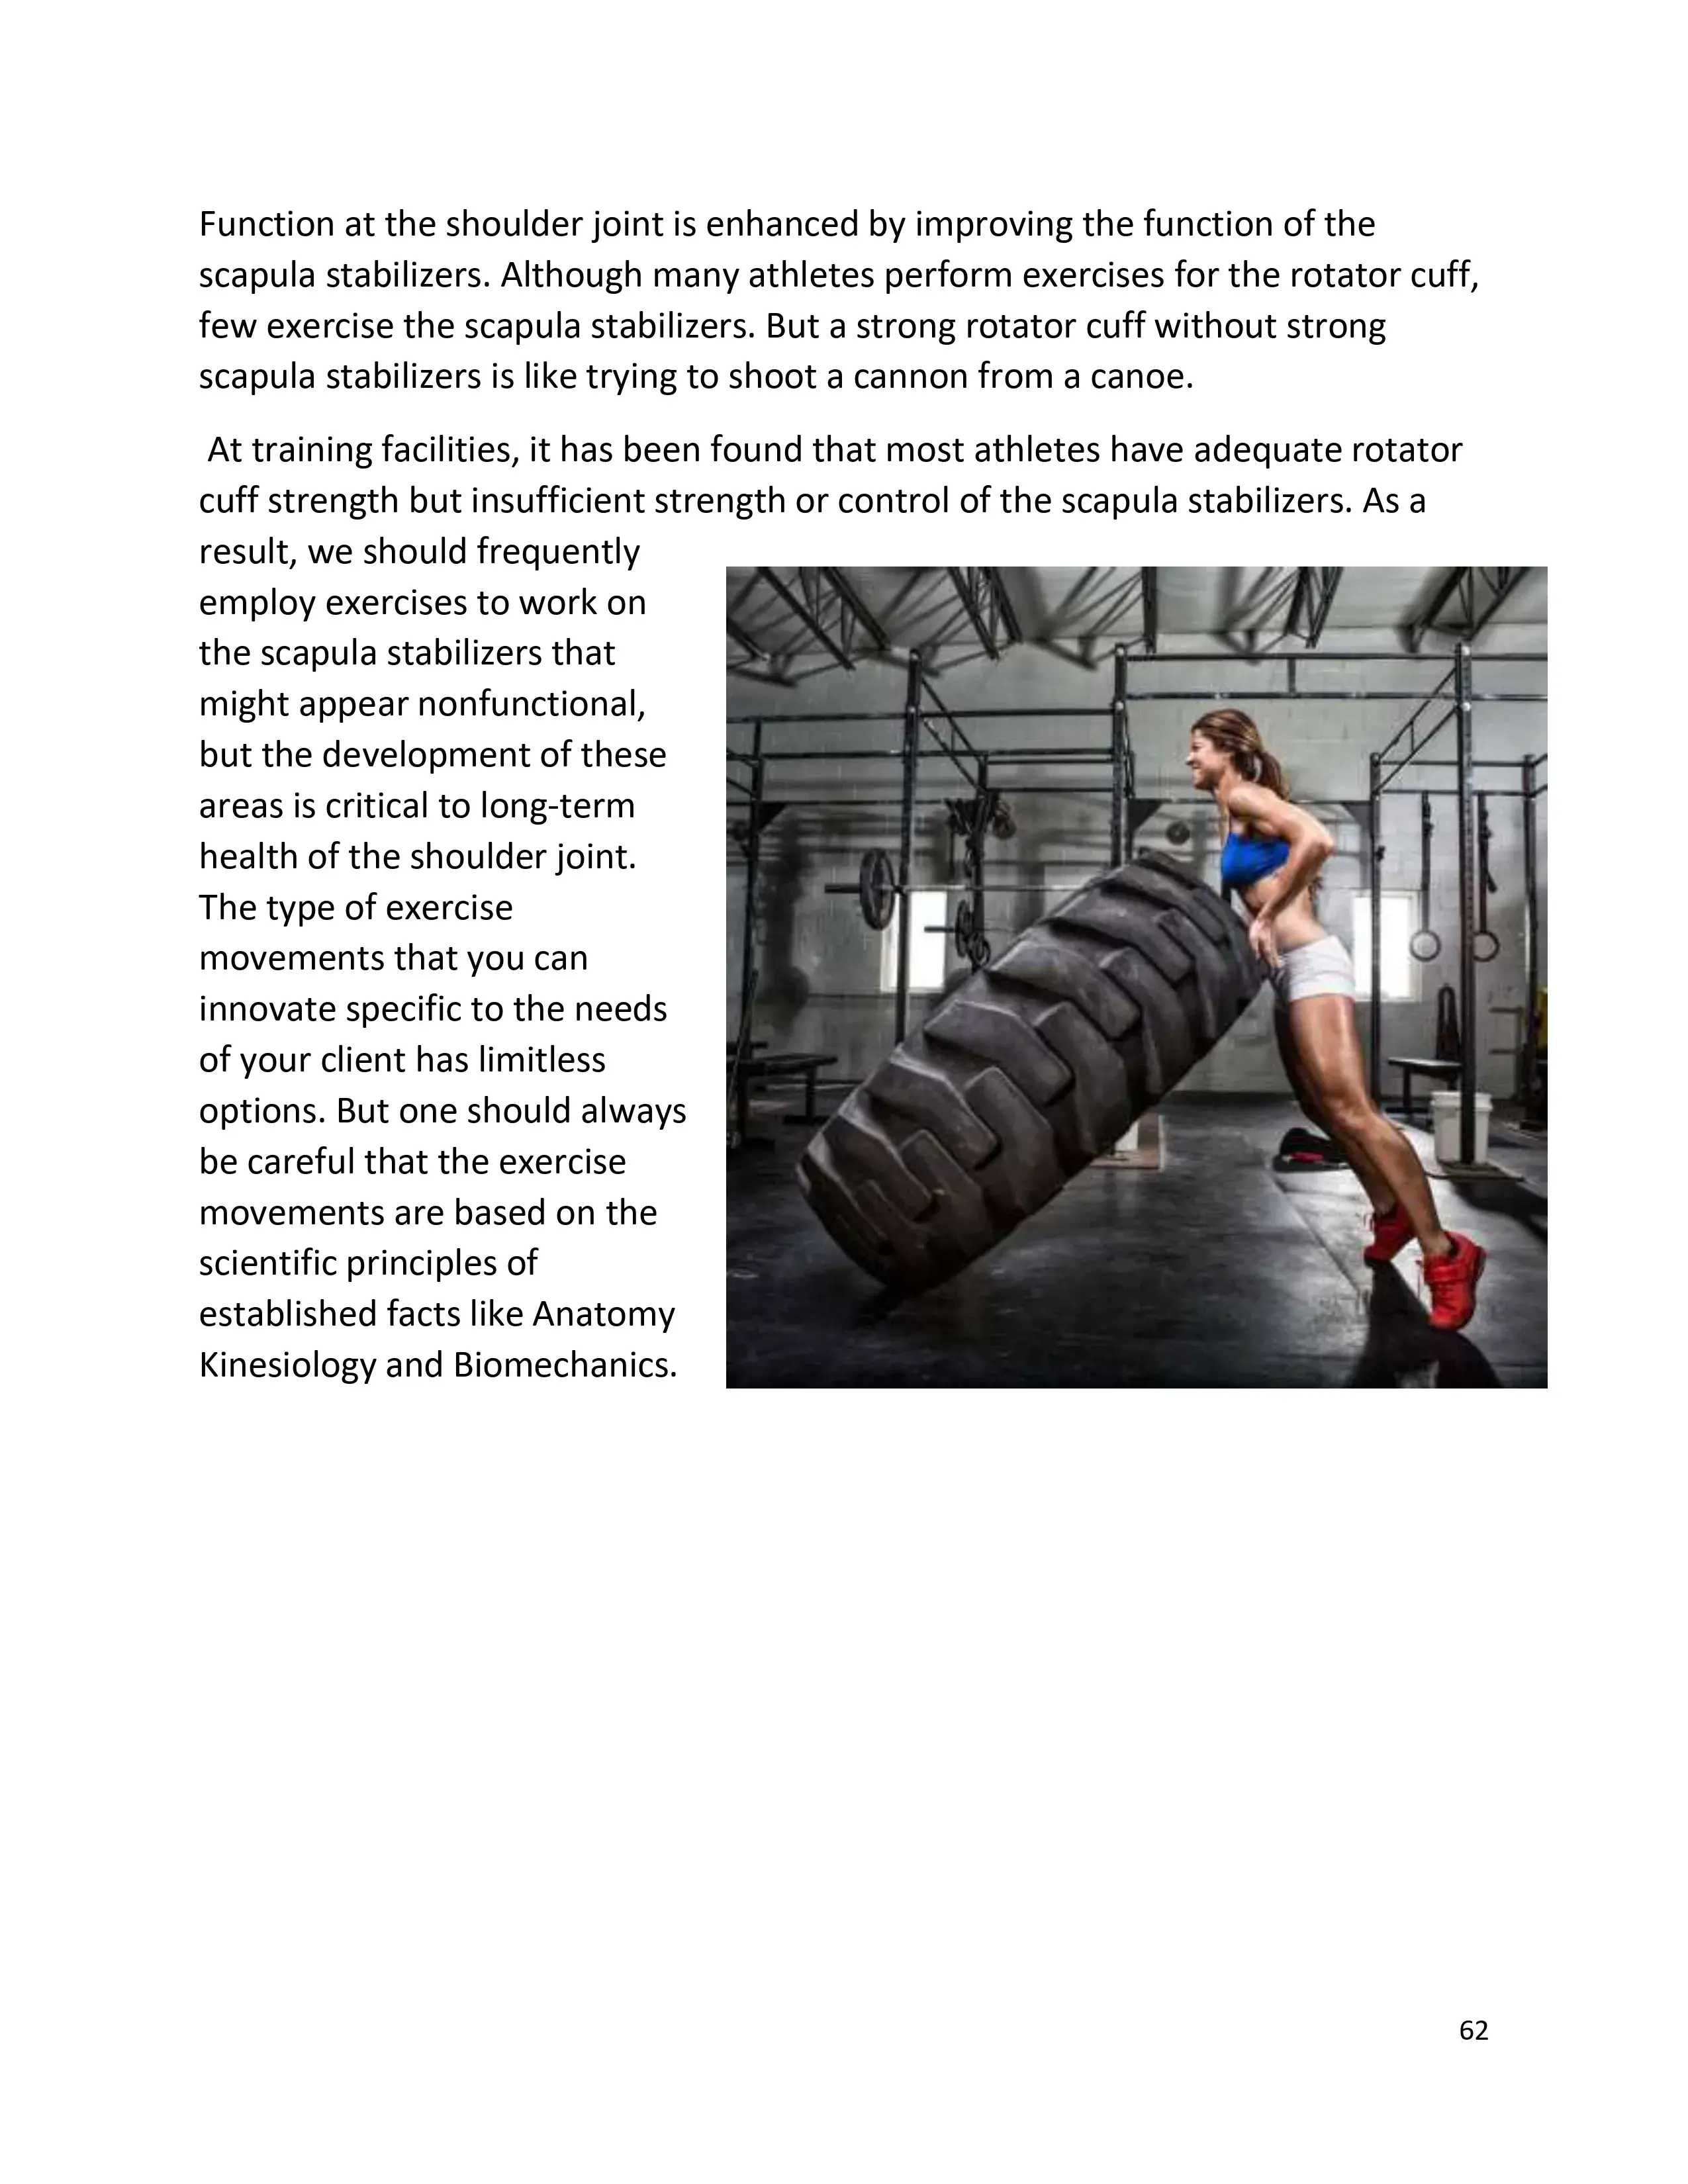 Function at the shoulder joint is enhanced by improving the function of the
scapula stabilizers. Although many athletes perform exercises for the rotator cuff,
few exercise the scapula stabilizers. But a strong rotator cuff without strong
scapula stabilizers is like trying to shoot a cannon from a canoe.
At training facilities, it has been found that most athletes have adequate rotator
cuff strength but insufficient strength or control of the scapula stabilizers. As a
result, we should frequently
employ exercises to work on
the scapula stabilizers that
might appear nonfunctional,
but the development of these
areas is critical to long-term
health of the shoulder joint.
The type of exercise
movements that you can
innovate specific to the needs
of your client has limitless
options. But one should always
be careful that the exercise
movements are based on the
scientific principles of
established facts like Anatomy
Kinesiology and Biomechanics.
62